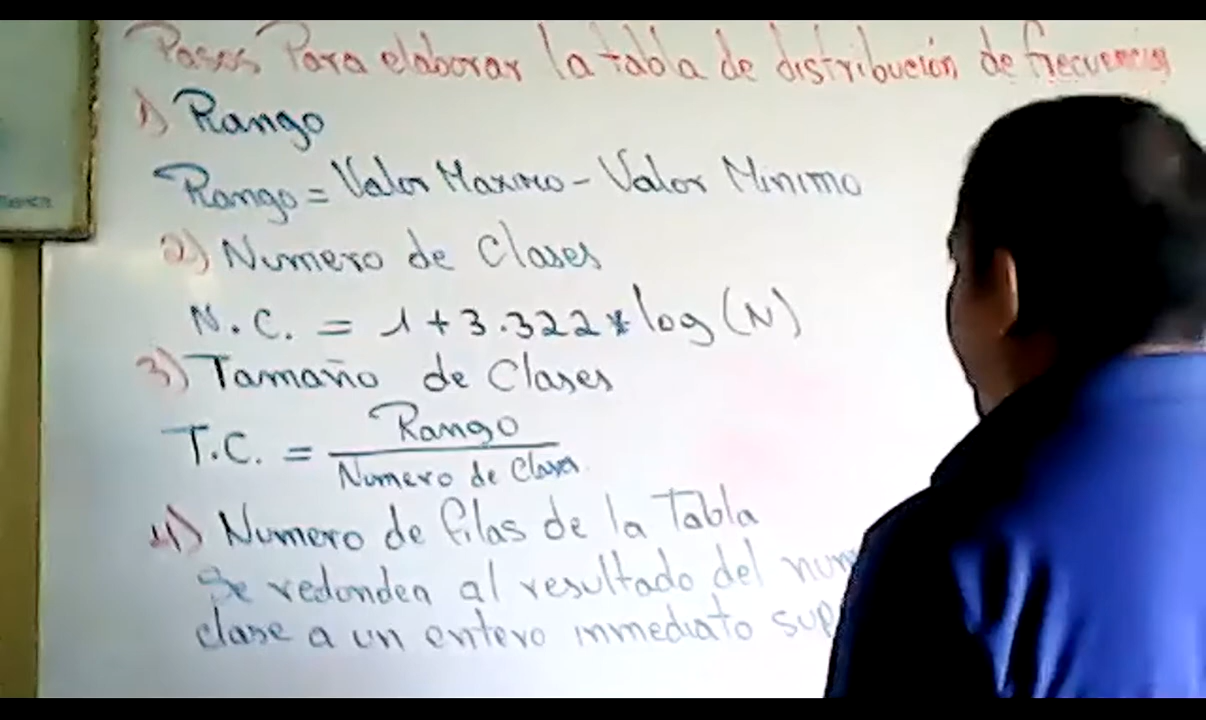 Pasos Para elaborar la tabla de distribución de frecuencias
1) Rango
Rango = Valor Maximo - Valor Minimo
2) Numero de Clases
N.C. = 1 + 3.322 * log (N)
3) Tamaño de Clases
T.C. = Rango
Numero de Clases
4) Numero de filas de la Tabla
Se redondea al resultado del
clase a un entero inmediato